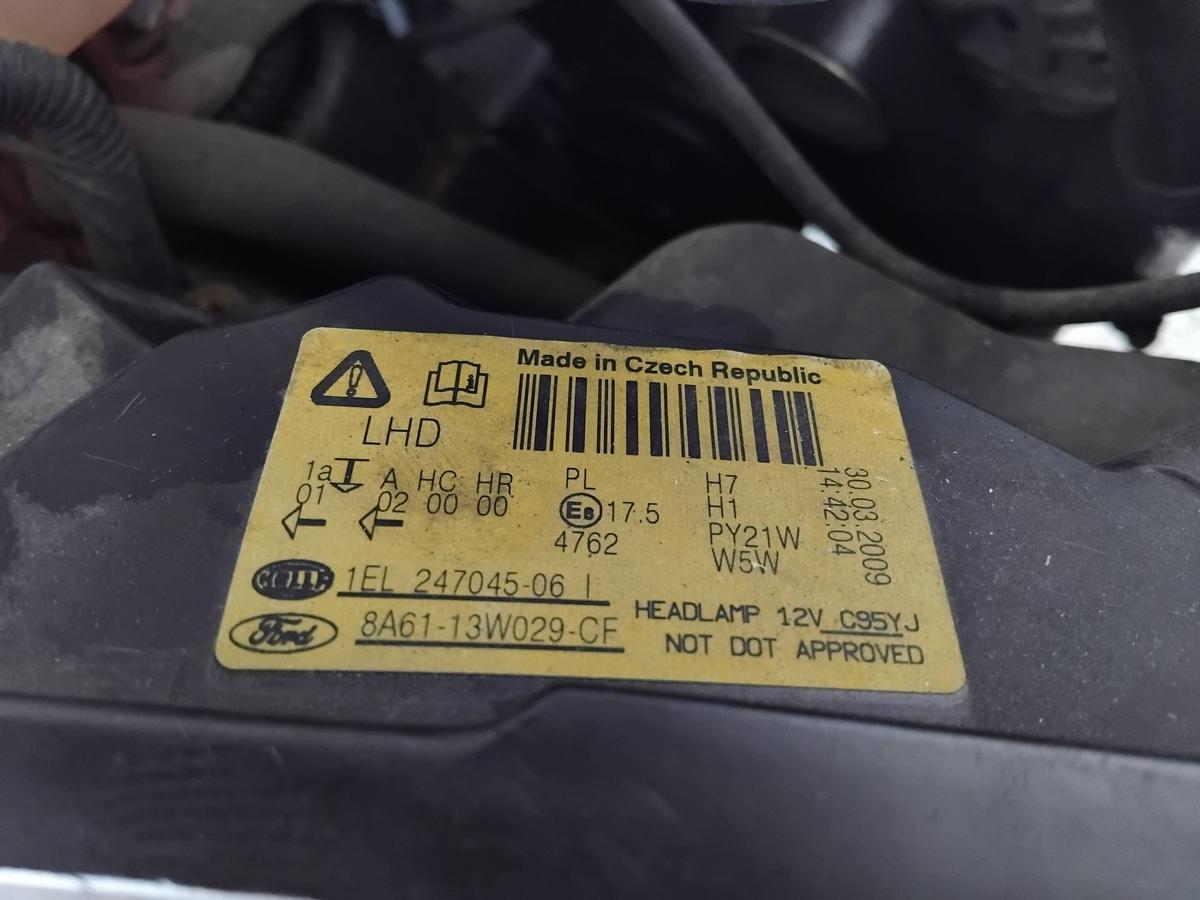 Made in Czech Republic
LHD
1a A HC HR
01 02 00 00
PL
E8 17.5
4762
H7
H1
PY21W
W5W
30.03.2009
14:42:04
HELLA 1EL 247045-06 I
Ford 8A61-13W029-CF
HEADLAMP 12V C95YJ
NOT DOT APPROVED